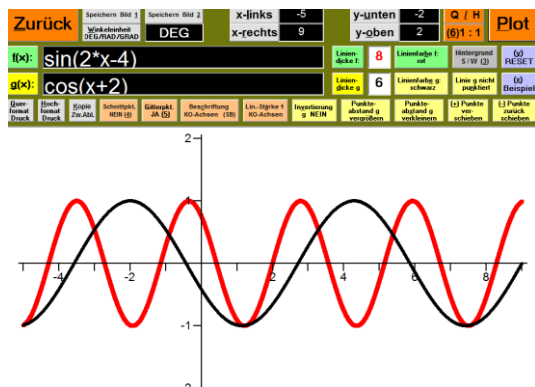 Zurück Speichern Bild 1 Speichern Bild 2 x-links -5 y-unten -2 Q / H Plot
Winkeleinheit DEG/RAD/GRAD DEG x-rechts 9 y-oben 2 (6)1 : 1
f(x): sin(2*x-4) Linien-dicke f: 8 Linienfarbe f: rot Hintergrund S / W (3) (y) RESET
g(x): cos(x+2) Linien-dicke g 6 Linienfarbe g: schwarz Linie g nicht punktiert (x) Beispiel
Quer-format Druck Hoch-format Druck Kopie Zw.Abl. Schnittpkt. NEIN (4) Gitterpkt. JA (5) Beschriftung KO-Achsen (SB) Lin.-Stärke f KO-Achsen Invertierung g NEIN Punkte-abstand g vergrößern Punkte-abstand g verkleinern (+) Punkte ver-schieben (-) Punkte zurück schieben
2
1
-4 -2 0 2 4 6 8
-1
-2